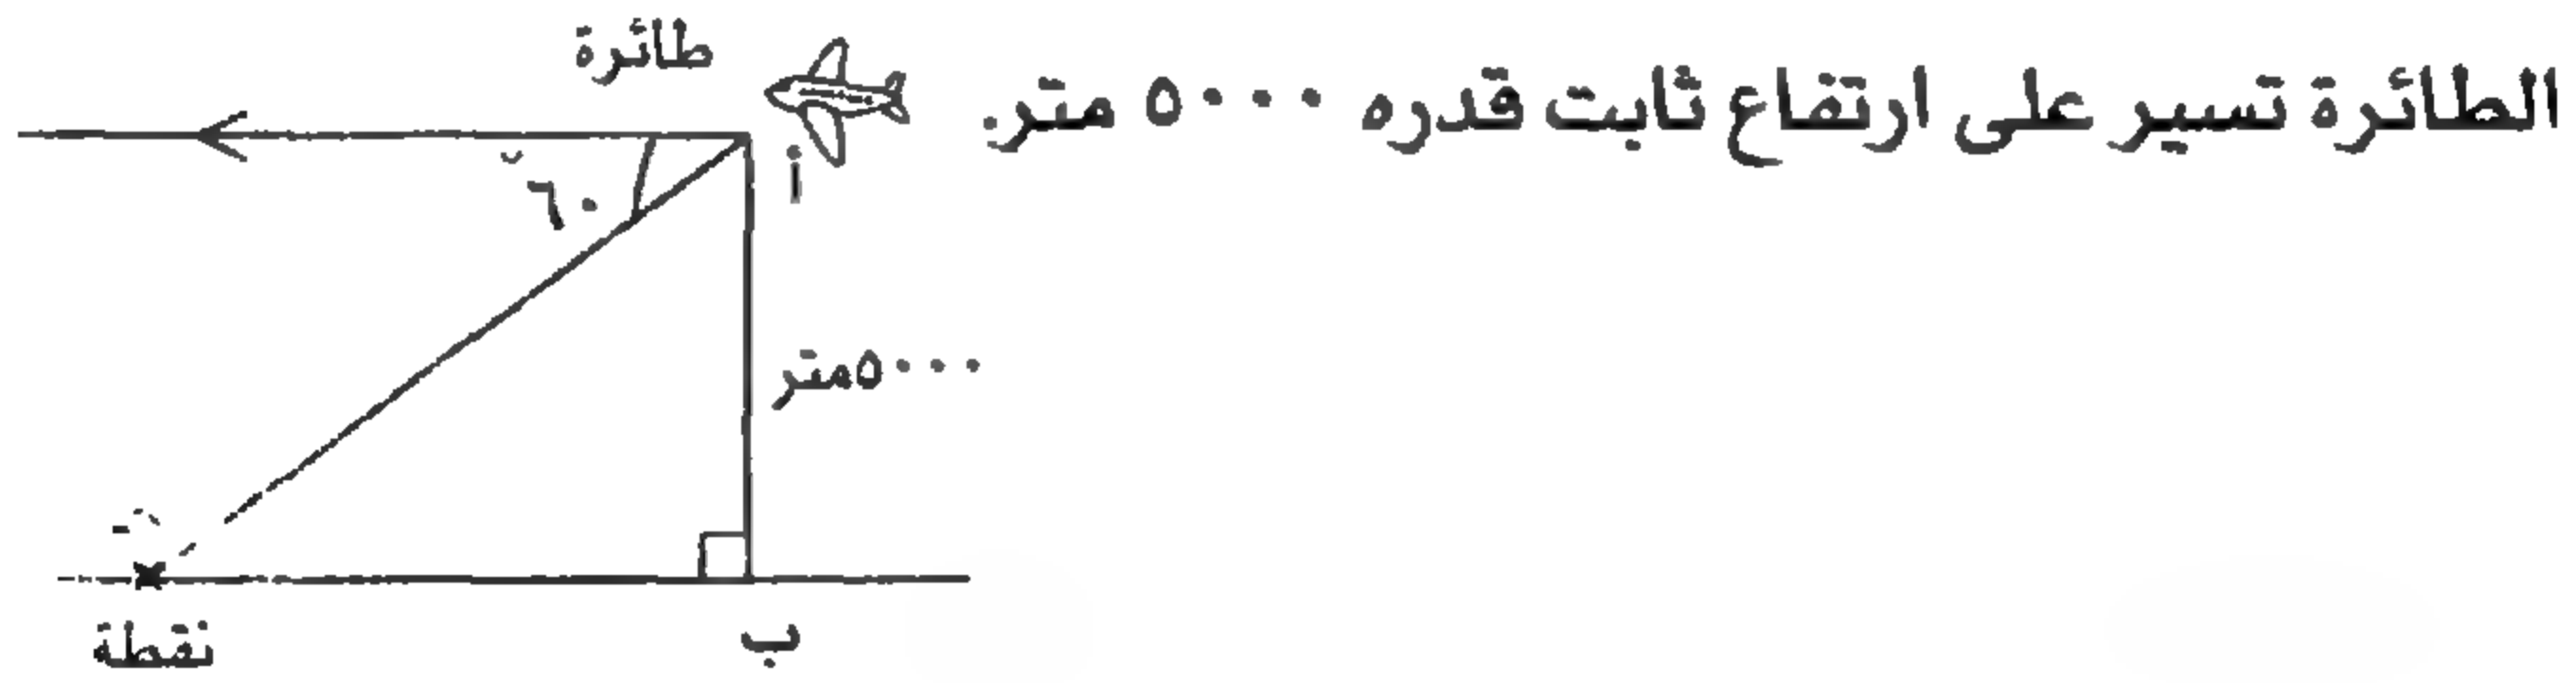 الطائرة تسير على ارتفاع ثابت قدره ٥٠٠٠ متر.
طائرة
أ
٦٠
٥٠٠٠متر
ب
نقطة